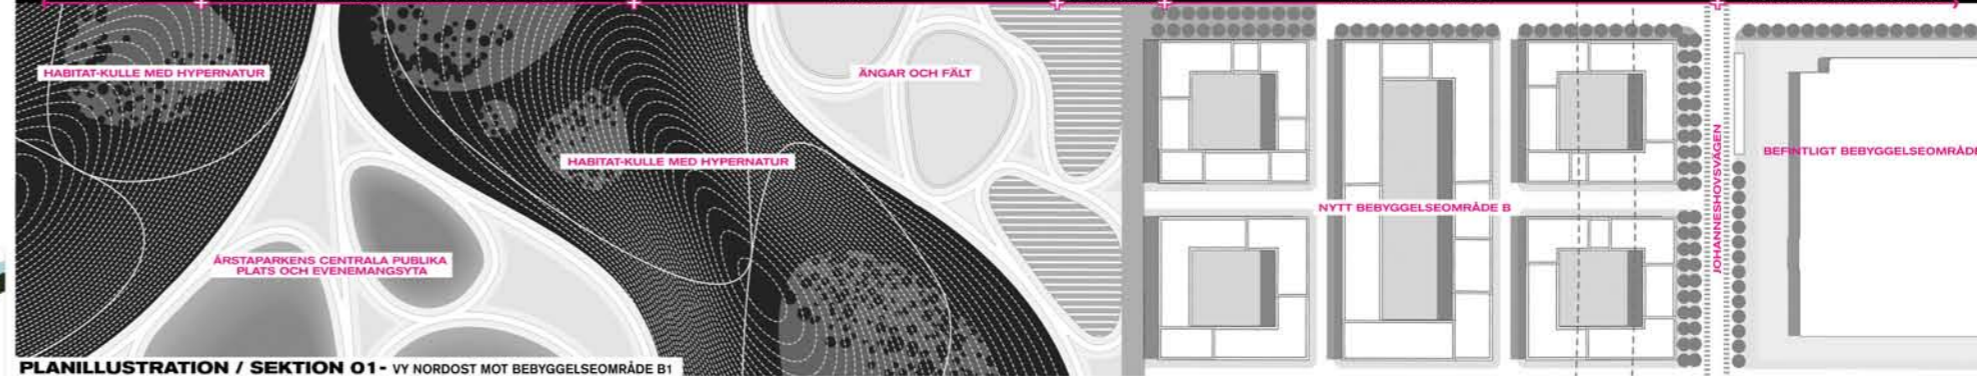 HABITAT-KULLE MED HYPERNATUR
ÄNGAR OCH FÄLT
HABITAT-KULLE MED HYPERNATUR
BEFINTLIGT BEBYGGELSEOMRÅDE
JOHANNESHOVSVÄGEN
NYTT BEBYGGELSEOMRÅDE B
ÅRSTAPARKENS CENTRALA PUBLIKA
PLATS OCH EVENEMANGSYTA
PLANILLUSTRATION / SEKTION 01- VY NORDOST MOT BEBYGGELSEOMRÅDE B1